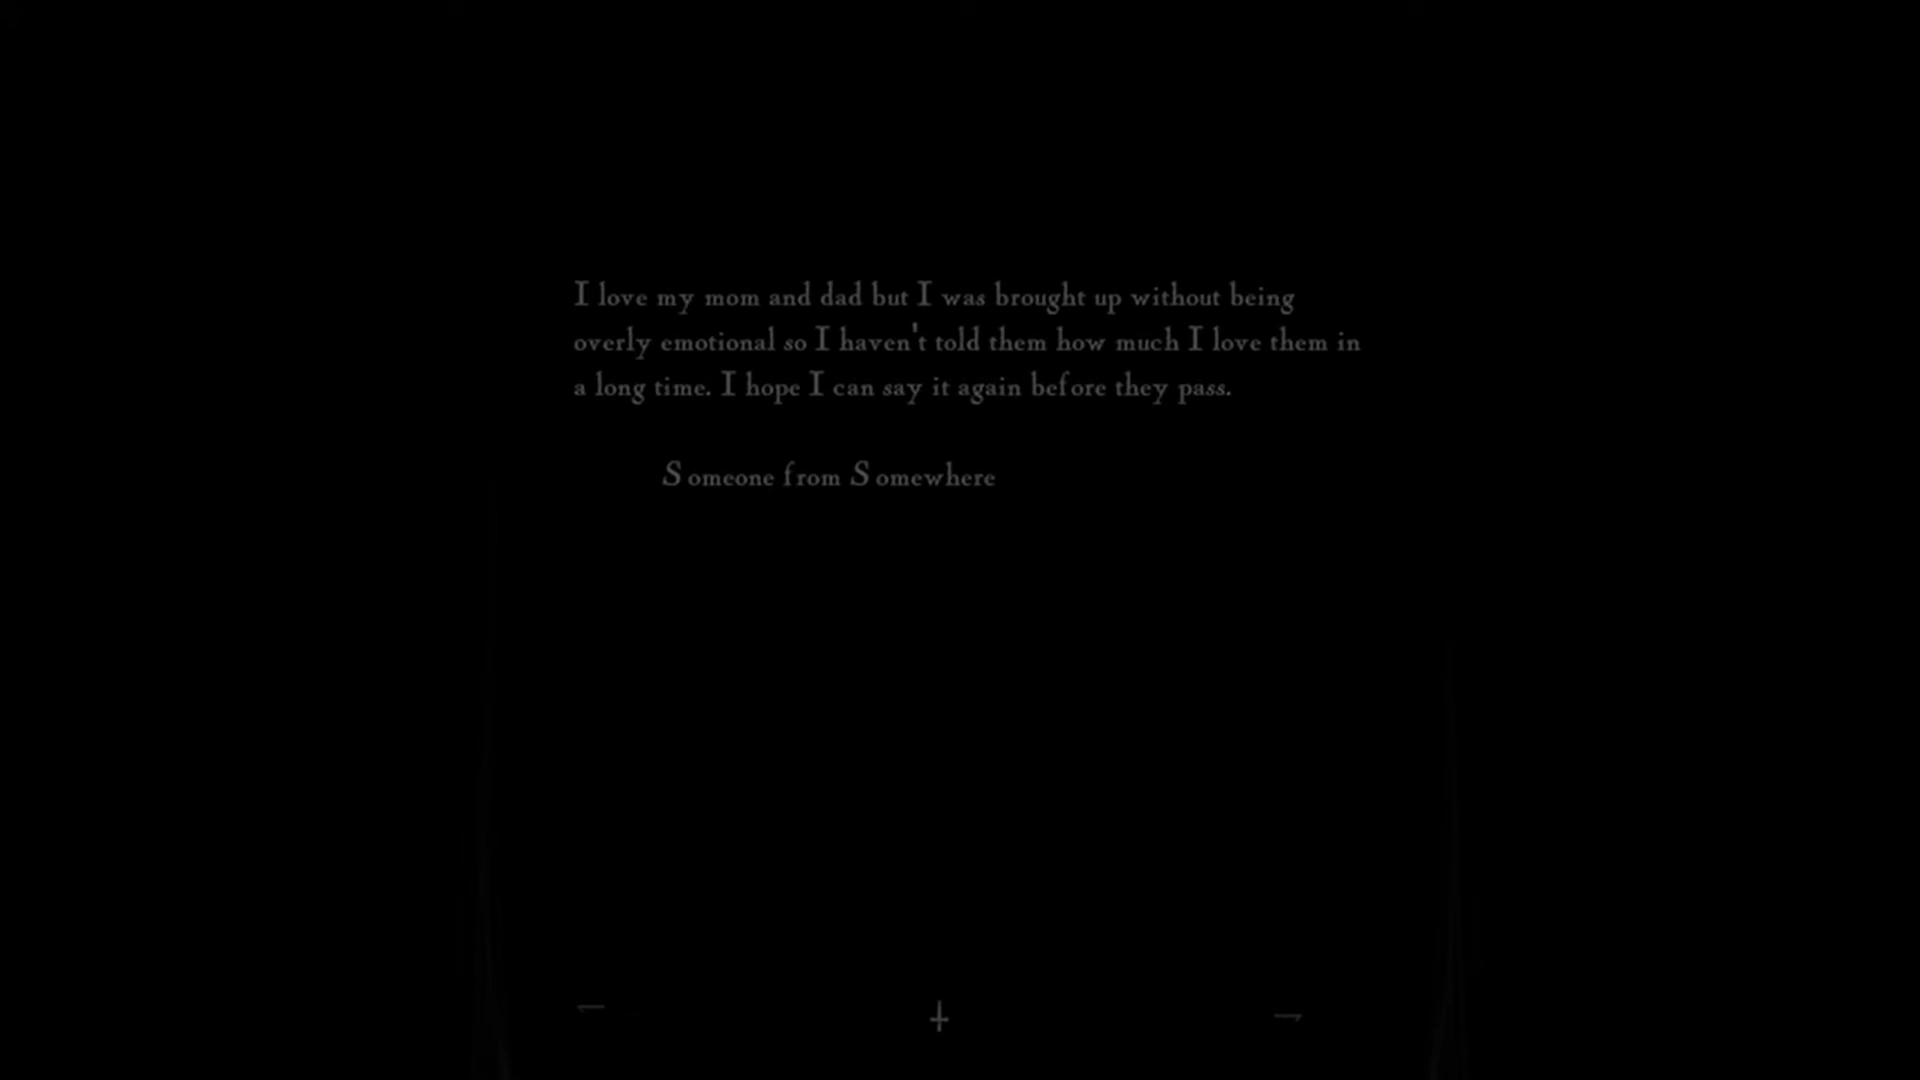 I love my mom and dad but I was brought up without being
overly emotional so I haven't told them how much I love them in
a long time. I hope I can say it again before they pass.
Someone from Somewhere